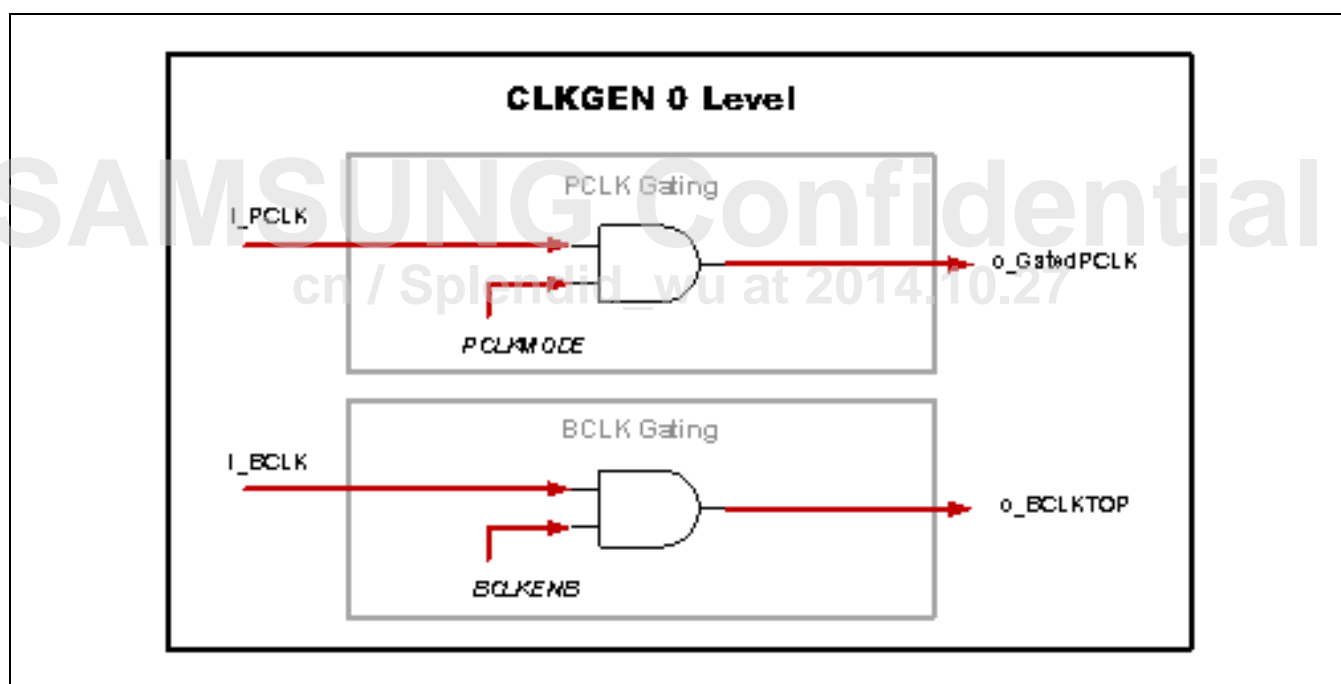 CLKGEN 0 Level
SAMSUNG Confidential
PCLK Gating
I_PCLK
o_GatedPCLK
cn / Splendid_wu at 2014.10.27
PCLKMODE
BCLK Gating
I_BCLK
o_BCLKTOP
BCLKENB